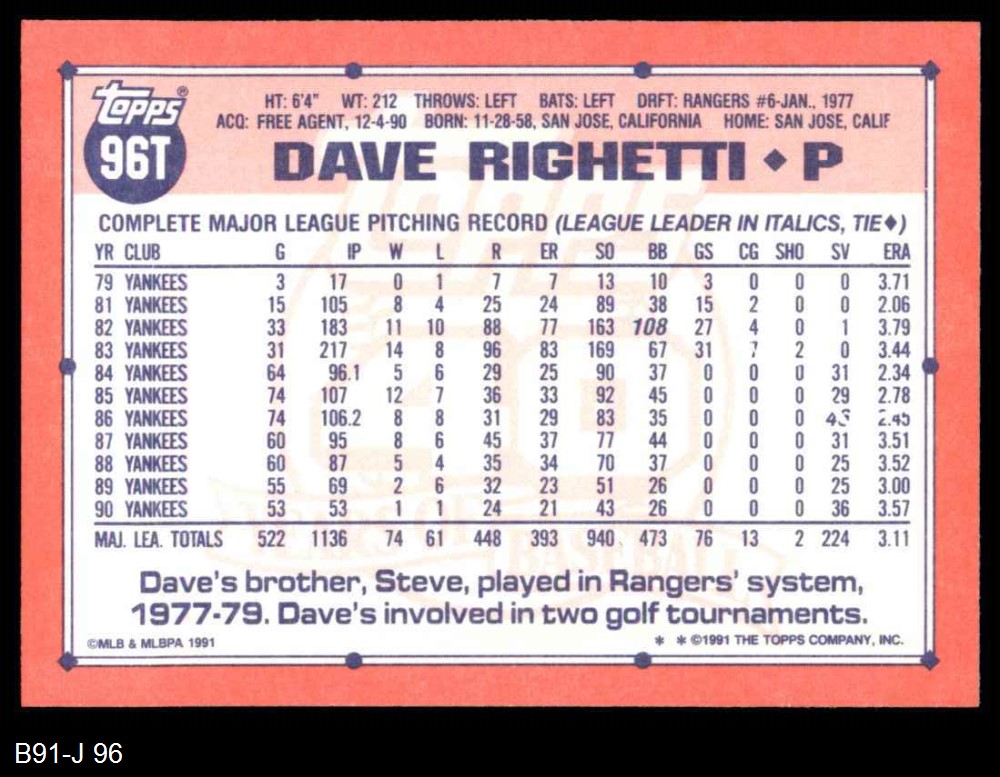 Topps®
96T
HT: 6'4" WT: 212 THROWS: LEFT BATS: LEFT DRFT: RANGERS #6-JAN., 1977
ACQ: FREE AGENT, 12-4-90 BORN: 11-28-58, SAN JOSE, CALIFORNIA HOME: SAN JOSE, CALIF
DAVE RIGHETTI ◆ P
COMPLETE MAJOR LEAGUE PITCHING RECORD (LEAGUE LEADER IN ITALICS, TIE◆)
YR CLUB G IP W L R ER SO BB GS CG SHO SV ERA
79 YANKEES 3 17 0 1 7 7 13 10 3 0 0 0 3.71
81 YANKEES 15 105 8 4 25 24 89 38 15 2 0 0 2.06
82 YANKEES 33 183 11 10 88 77 163 108 27 4 0 1 3.79
83 YANKEES 31 217 14 8 96 83 169 67 31 7 2 0 3.44
84 YANKEES 64 96.1 5 6 29 25 90 37 0 0 0 31 2.34
85 YANKEES 74 107 12 7 36 33 92 45 0 0 0 29 2.78
86 YANKEES 74 106.2 8 8 31 29 83 35 0 0 0 2.45
87 YANKEES 60 95 8 6 45 37 77 44 0 0 0 31 3.51
88 YANKEES 60 87 5 4 35 34 70 37 0 0 0 25 3.52
89 YANKEES 55 69 2 6 32 23 51 26 0 0 0 25 3.00
90 YANKEES 53 53 1 1 24 21 43 26 0 0 0 36 3.57
MAJ. LEA. TOTALS 522 1136 74 61 448 393 940 473 76 13 2 224 3.11
Dave's brother, Steve, played in Rangers' system,
1977-79. Dave's involved in two golf tournaments.
©MLB & MLBPA 1991 * * ©1991 THE TOPPS COMPANY, INC.
TOPPS
40
YEARS OF
BASEBALL
B91-J 96